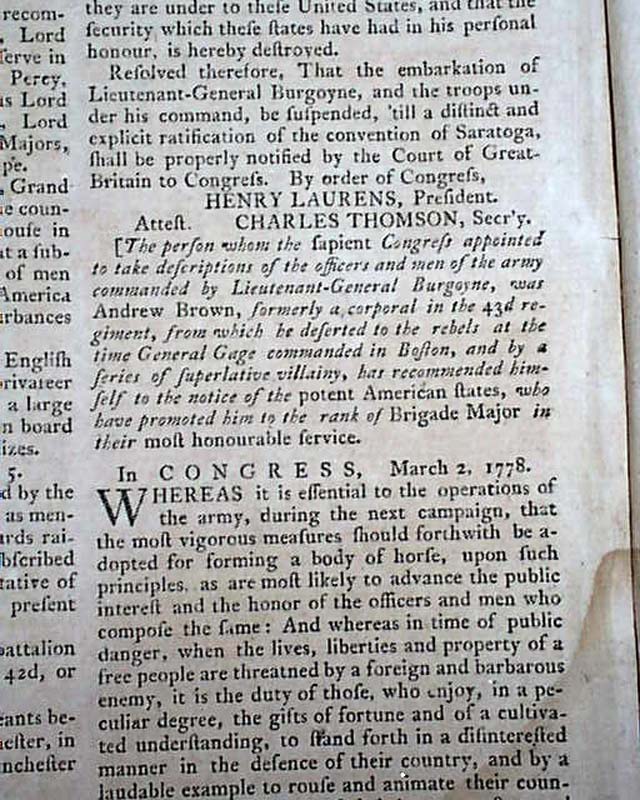 recom-
Lord
ſerve in
Percy,
as Lord
Lord
Majors,
pe.
Grand
coun-
houſe in
at a ſub-
of men
America
rbances
Engliſh
rivateer
a large
n board
izes.
5.
d by the
as men-
ards rai-
bſcribed
tative of
preſent
battalion
42d, or
eants be-
cheſter, in
ncheſter
they are under to theſe United States, and that the
ſecurity which theſe ſtates have had in his perſonal
honour, is hereby deſtroyed.
Reſolved therefore, That the embarkation of
Lieutenant-General Burgoyne, and the troops un-
der his command, be ſuſpended, 'till a diſtinct and
explicit ratification of the convention of Saratoga,
ſhall be properly notified by the Court of Great-
Britain to Congreſs. By order of Congreſs,
HENRY LAURENS, Preſident.
Atteſt. CHARLES THOMSON, Secr'y.
[The perſon whom the ſapient Congreſs appointed
to take deſcriptions of the officers and men of the army
commanded by Lieutenant-General Burgoyne, was
Andrew Brown, formerly a corporal in the 43d re-
giment, from which he deſerted to the rebels at the
time General Gage commanded in Boſton, and by a
ſeries of ſuperlative villainy, has recommended him-
ſelf to the notice of the potent American ſtates, who
have promoted him to the rank of Brigade Major in
their moſt honourable ſervice.
In CONGRESS, March 2, 1778.
WHEREAS it is eſſential to the operations of
the army, during the next campaign, that
the moſt vigorous meaſures ſhould forthwith be a-
dopted for forming a body of horſe, upon ſuch
principles, as are moſt likely to advance the public
intereſt and the honor of the officers and men who
compoſe the ſame: And whereas in time of public
danger, when the lives, liberties and property of a
free people are threatned by a foreign and barbarous
enemy, it is the duty of thoſe, who enjoy, in a pe-
culiar degree, the gifts of fortune and of a cultiva-
ted underſtanding, to ſtand forth in a diſintereſted
manner in the defence of their country, and by a
laudable example to rouſe and animate their coun-